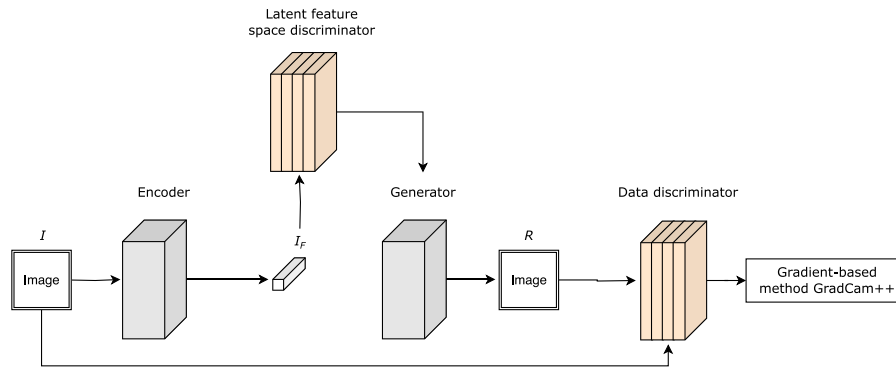 Latent feature
space discriminator
Encoder
Generator
Data discriminator
I
I_F
R
Image
Image
Gradient-based
method GradCam++